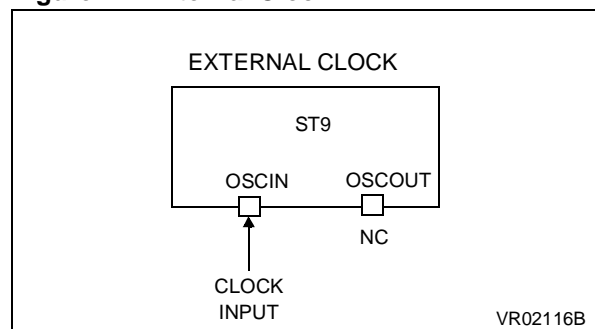 EXTERNAL CLOCK
ST9
OSCIN OSCOUT
NC
CLOCK
INPUT
VR02116B